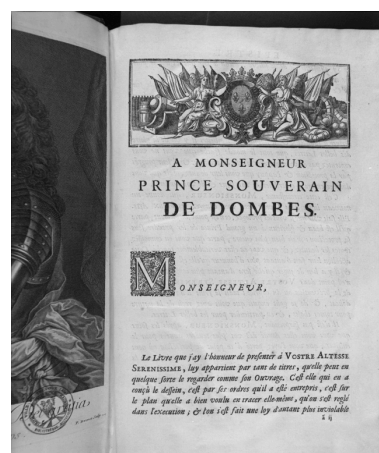 A MONSEIGNEUR
PRINCE SOUVERAIN
DE DOMBES.
MONSEIGNEUR,
Le Livre que j'ay l'honneur de presenter à VOSTRE ALTESSE
SERENISSIME, luy appartient par tant de titres, qu'elle peut en
quelque sorte le regarder comme son Ouvrage. C'est elle qui en a
conçû le dessein, c'est par ses ordres qu'il a esté entrepris, c'est sur
le plan qu'elle a bien voulu en tracer elle-même, qu'on s'est reglé
dans l'execution ; & l'on s'est fait une loy d'autant plus inviolable
à ij